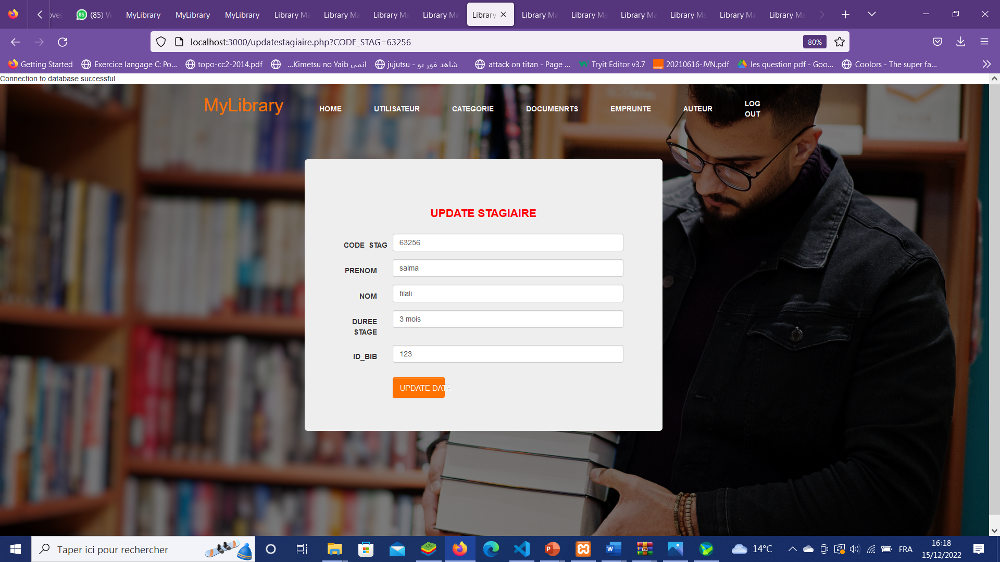 (85) W
MyLibrary
MyLibrary
MyLibrary
Library Ma
Library Ma
Library Ma
Library Ma
Library
Library Ma
Library Ma
Library Ma
Library Ma
Library Ma
Library Ma
localhost:3000/updatestagiaire.php?CODE_STAG=63256
80%
Getting Started
Exercice langage C: Po...
topo-cc2-2014.pdf
...Kimetsu no Yaib انمي
شاهد فور يو - jujutsu
attack on titan - Page ...
Tryit Editor v3.7
20210616-JVN.pdf
les question pdf - Goo...
Coolors - The super fa...
Connection to database successful
MyLibrary
HOME
UTILISATEUR
CATEGORIE
DOCUMENRTS
EMPRUNTE
AUTEUR
LOG
OUT
UPDATE STAGIAIRE
CODE_STAG
63256
PRENOM
salma
NOM
filali
DUREE
STAGE
3 mois
ID_BIB
123
UPDATE DATA
Taper ici pour rechercher
14°C
FRA
16:18
15/12/2022